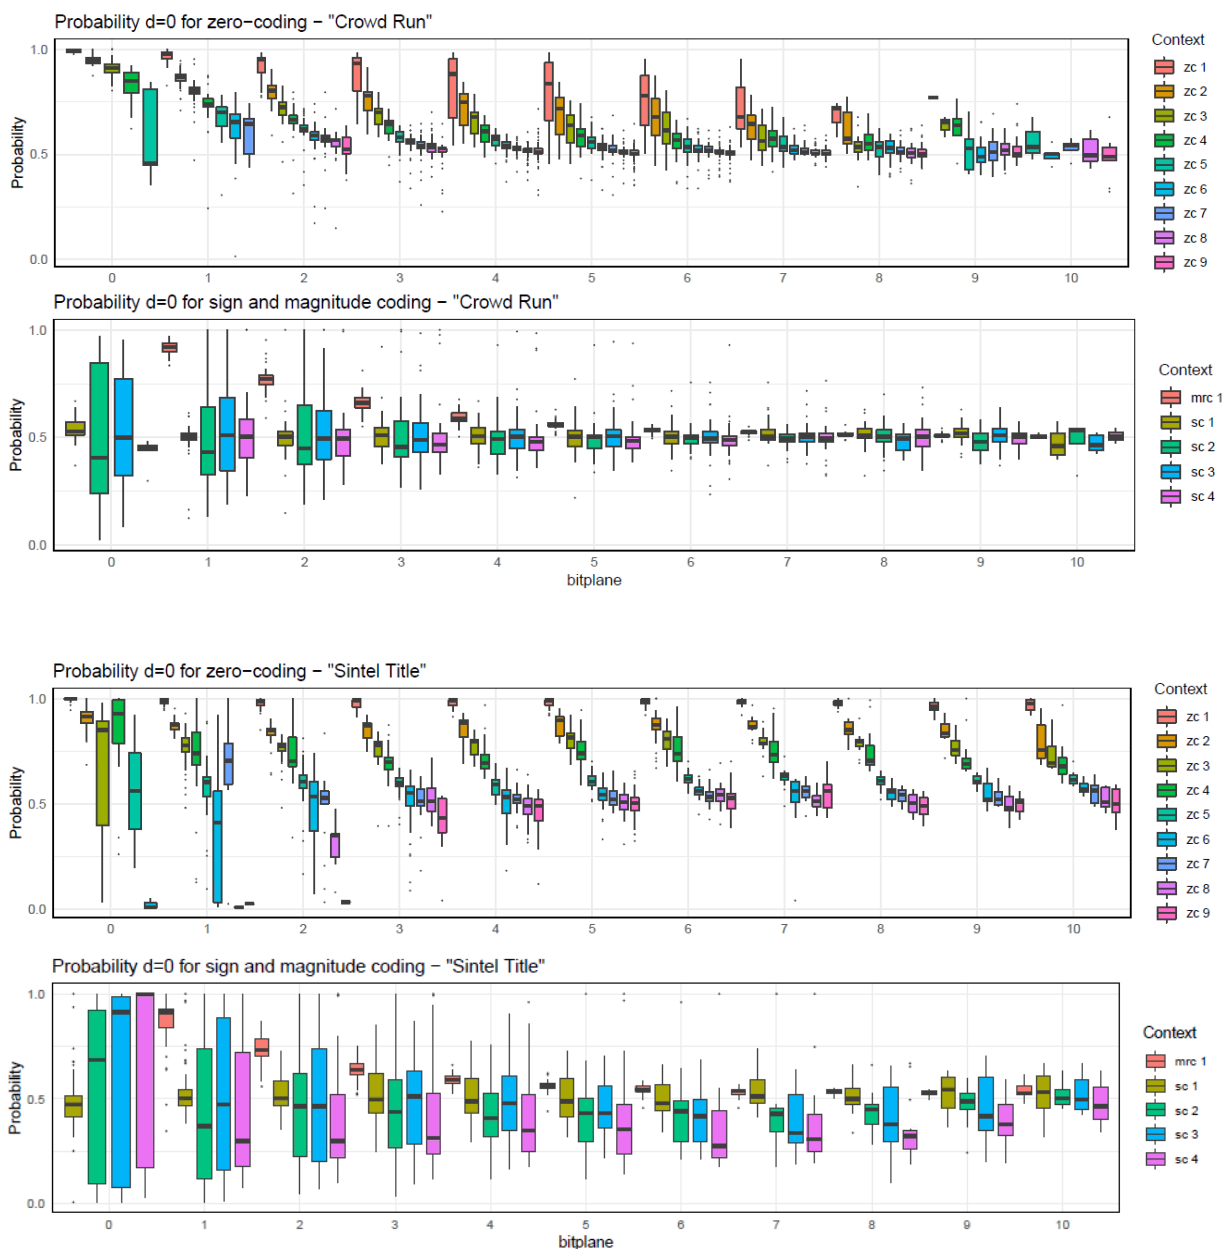 Probability d=0 for zero-coding − "Crowd Run"
1.0
0.5
0.0
Probability
0 1 2 3 4 5 6 7 8 9 10
Context
zc 1
zc 2
zc 3
zc 4
zc 5
zc 6
zc 7
zc 8
zc 9
Probability d=0 for sign and magnitude coding − "Crowd Run"
1.0
0.5
0.0
Probability
0 1 2 3 4 5 6 7 8 9 10
bitplane
Context
mrc 1
sc 1
sc 2
sc 3
sc 4
Probability d=0 for zero-coding − "Sintel Title"
1.0
0.5
0.0
Probability
0 1 2 3 4 5 6 7 8 9 10
Context
zc 1
zc 2
zc 3
zc 4
zc 5
zc 6
zc 7
zc 8
zc 9
Probability d=0 for sign and magnitude coding − "Sintel Title"
1.0
0.5
0.0
Probability
0 1 2 3 4 5 6 7 8 9 10
bitplane
Context
mrc 1
sc 1
sc 2
sc 3
sc 4